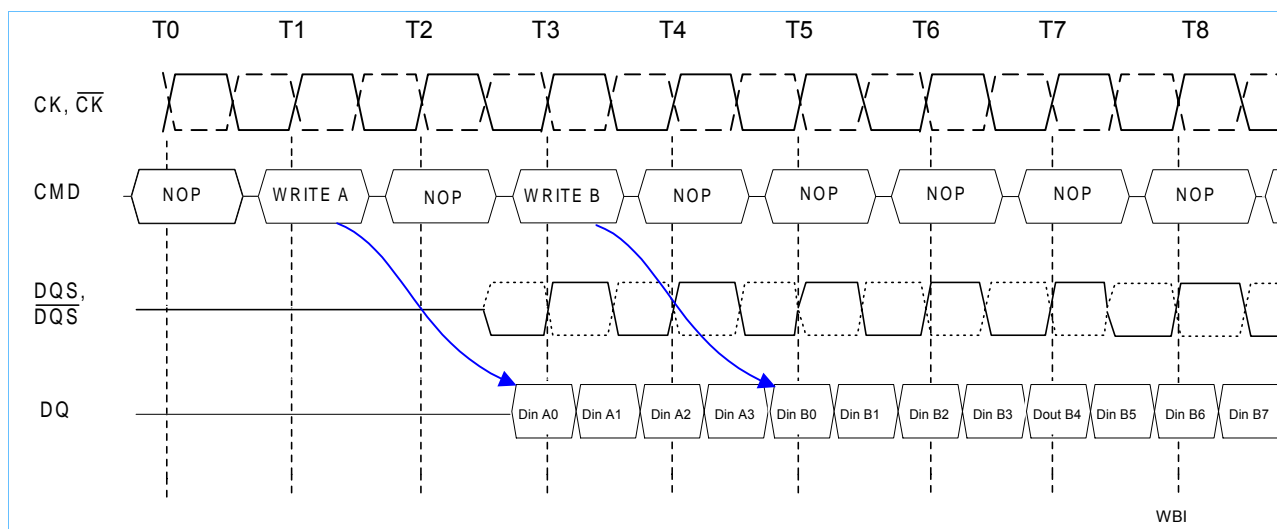 T0 T1 T2 T3 T4 T5 T6 T7 T8
CK, CK
CMD NOP WRITE A NOP WRITE B NOP NOP NOP NOP NOP
DQS,
DQS
DQ Din A0 Din A1 Din A2 Din A3 Din B0 Din B1 Din B2 Din B3 Dout B4 Din B5 Din B6 Din B7
WBI